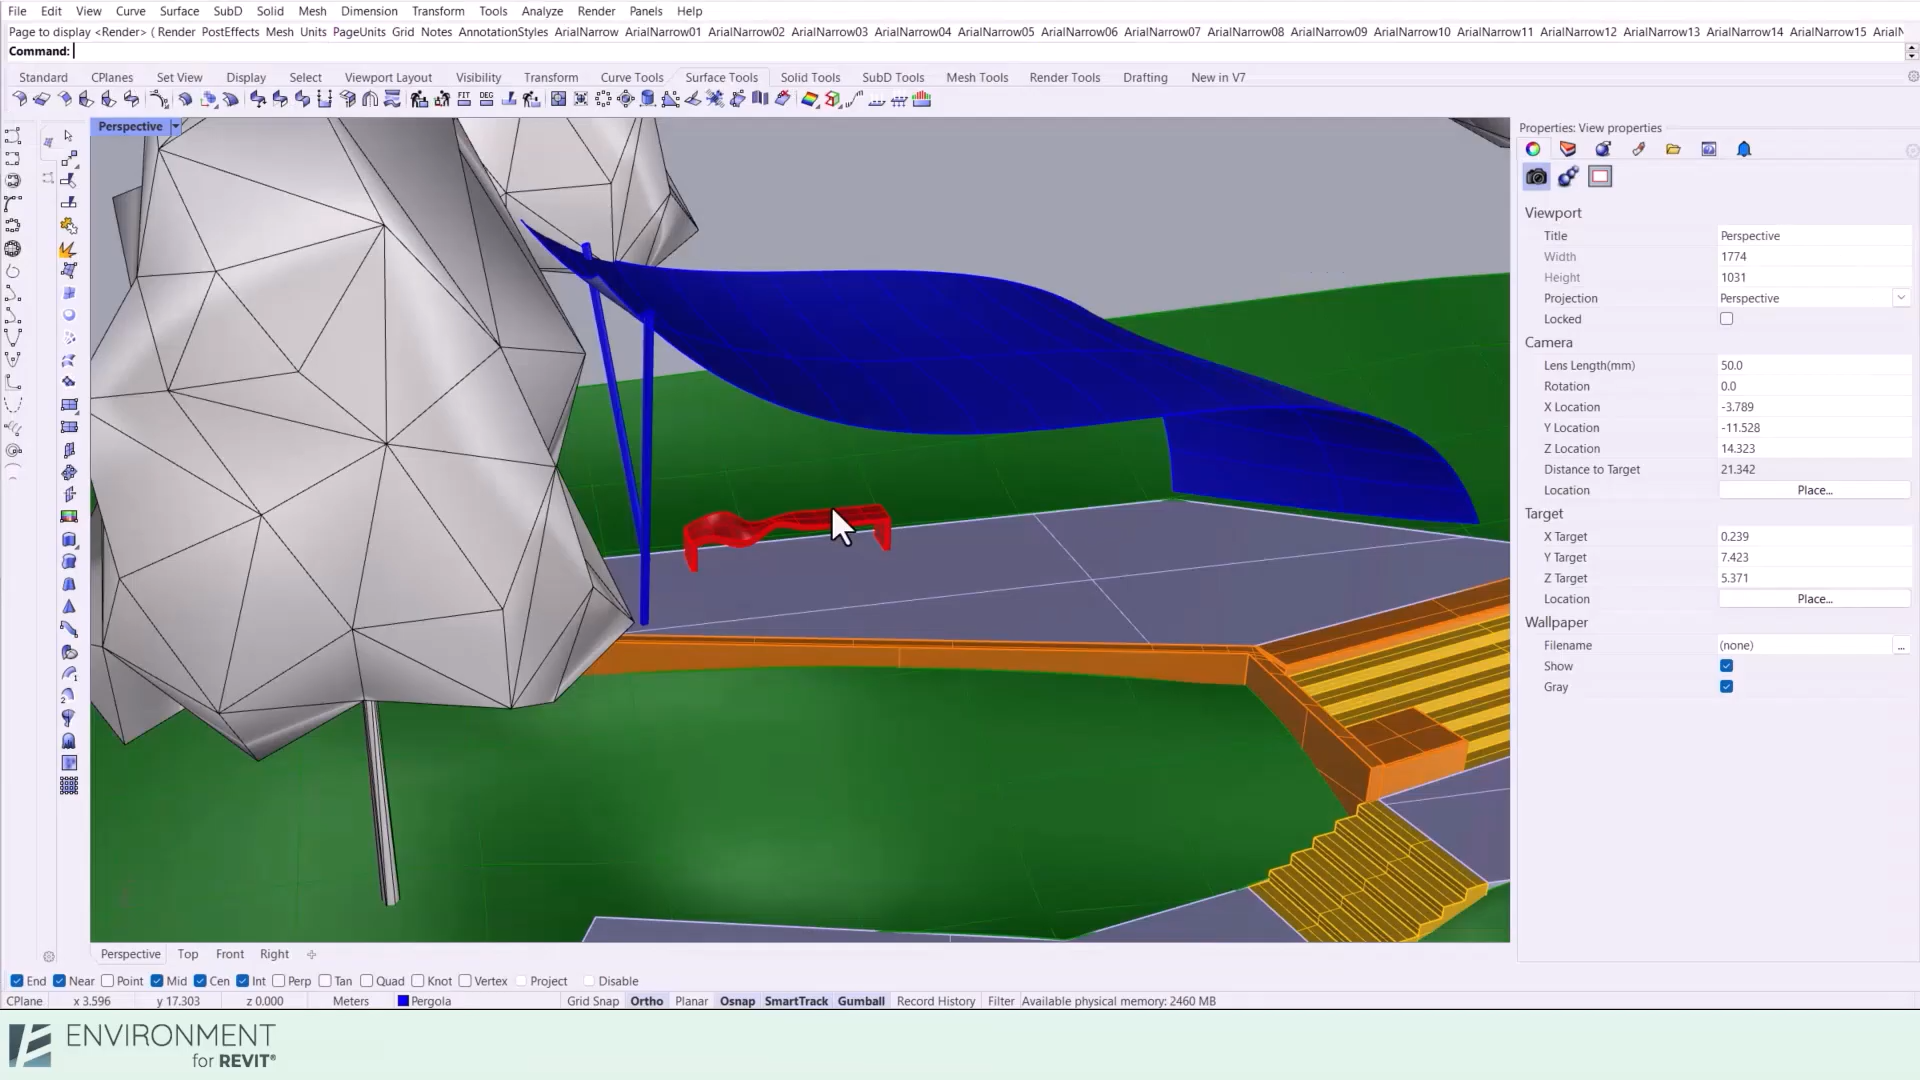 File Edit View Curve Surface SubD Solid Mesh Dimension Transform Tools Analyze Render Panels Help
Page to display <Render> ( Render PostEffects Mesh Units PageUnits Grid Notes AnnotationStyles ArialNarrow ArialNarrow01 ArialNarrow02 ArialNarrow03 ArialNarrow04 ArialNarrow05 ArialNarrow06 ArialNarrow07 ArialNarrow08 ArialNarrow09 ArialNarrow10 ArialNarrow11 ArialNarrow12 ArialNarrow13 ArialNarrow14 ArialNarrow15 ArialN
Command:
Standard CPlanes Set View Display Select Viewport Layout Visibility Transform Curve Tools Surface Tools Solid Tools SubD Tools Mesh Tools Render Tools Drafting New in V7
FIT DEG
Perspective
Properties: View properties
Viewport
Title Perspective
Width 1774
Height 1031
Projection Perspective
Locked
Camera
Lens Length(mm) 50.0
Rotation 0.0
X Location -3.789
Y Location -11.528
Z Location 14.323
Distance to Target 21.342
Location Place...
Target
X Target 0.239
Y Target 7.423
Z Target 5.371
Location Place...
Wallpaper
Filename (none) ...
Show
Gray
Perspective Top Front Right
End Near Point Mid Cen Int Perp Tan Quad Knot Vertex Project Disable
CPlane x 3.596 y 17.303 z 0.000 Meters Pergola Grid Snap Ortho Planar Osnap SmartTrack Gumball Record History Filter Available physical memory: 2460 MB
ENVIRONMENT
for REVIT®